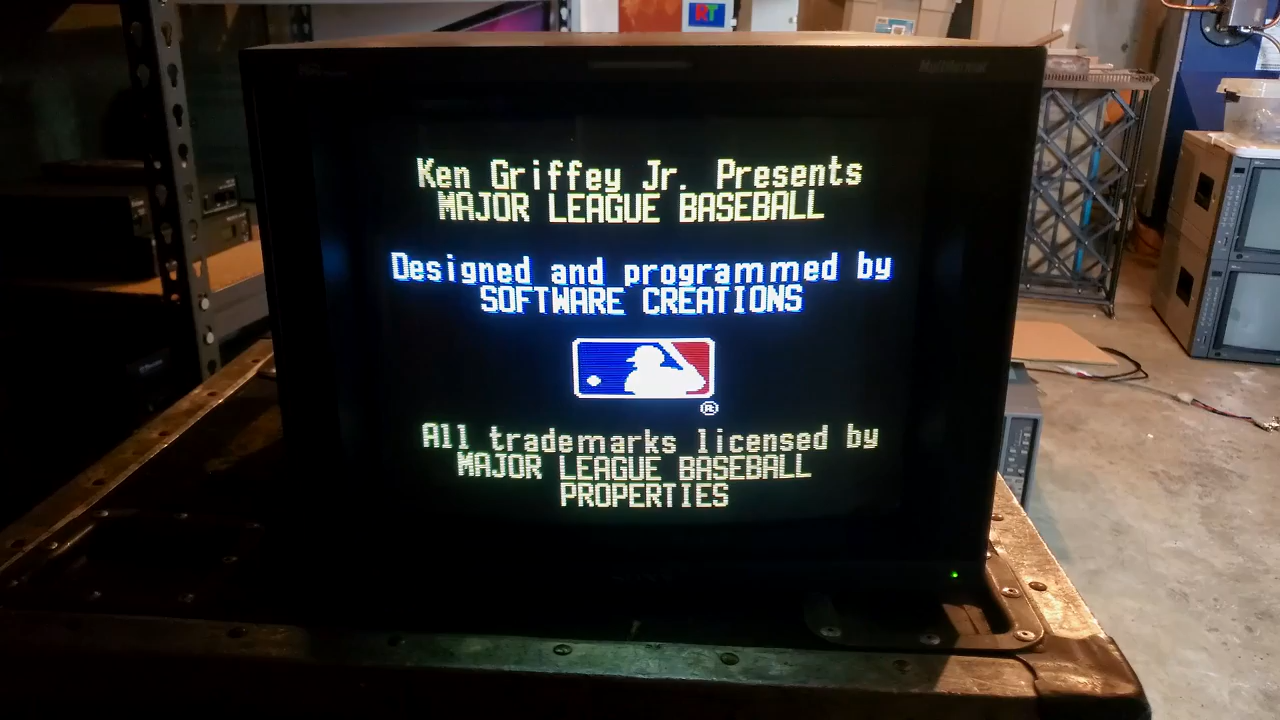 RT
Ken Griffey Jr. Presents
MAJOR LEAGUE BASEBALL
Designed and programmed by
SOFTWARE CREATIONS
®
All trademarks licensed by
MAJOR LEAGUE BASEBALL
PROPERTIES